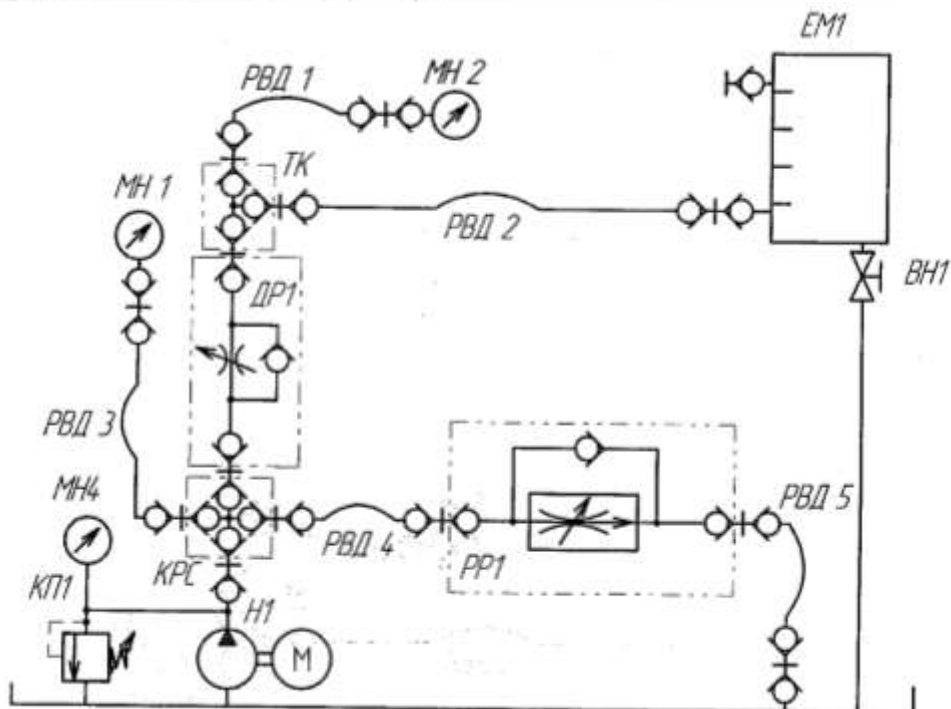 ЕМ1
РВД 1
МН 2
ТК
МН 1
РВД 2
ВН1
ДР1
РВД 3
МН4
РВД 5
РВД 4
РР1
КРС
КП1
Н1
М